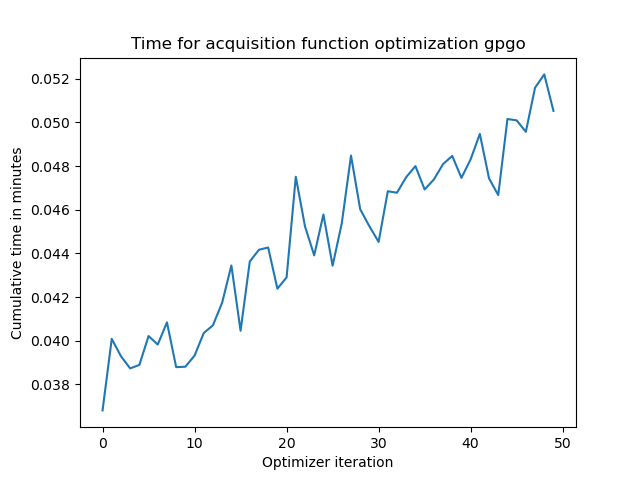 Time for acquisition function optimization gpgo
0.052
0.050
0.048
0.046
0.044
0.042
0.040
0.038
Cumulative time in minutes
0 10 20 30 40 50
Optimizer iteration